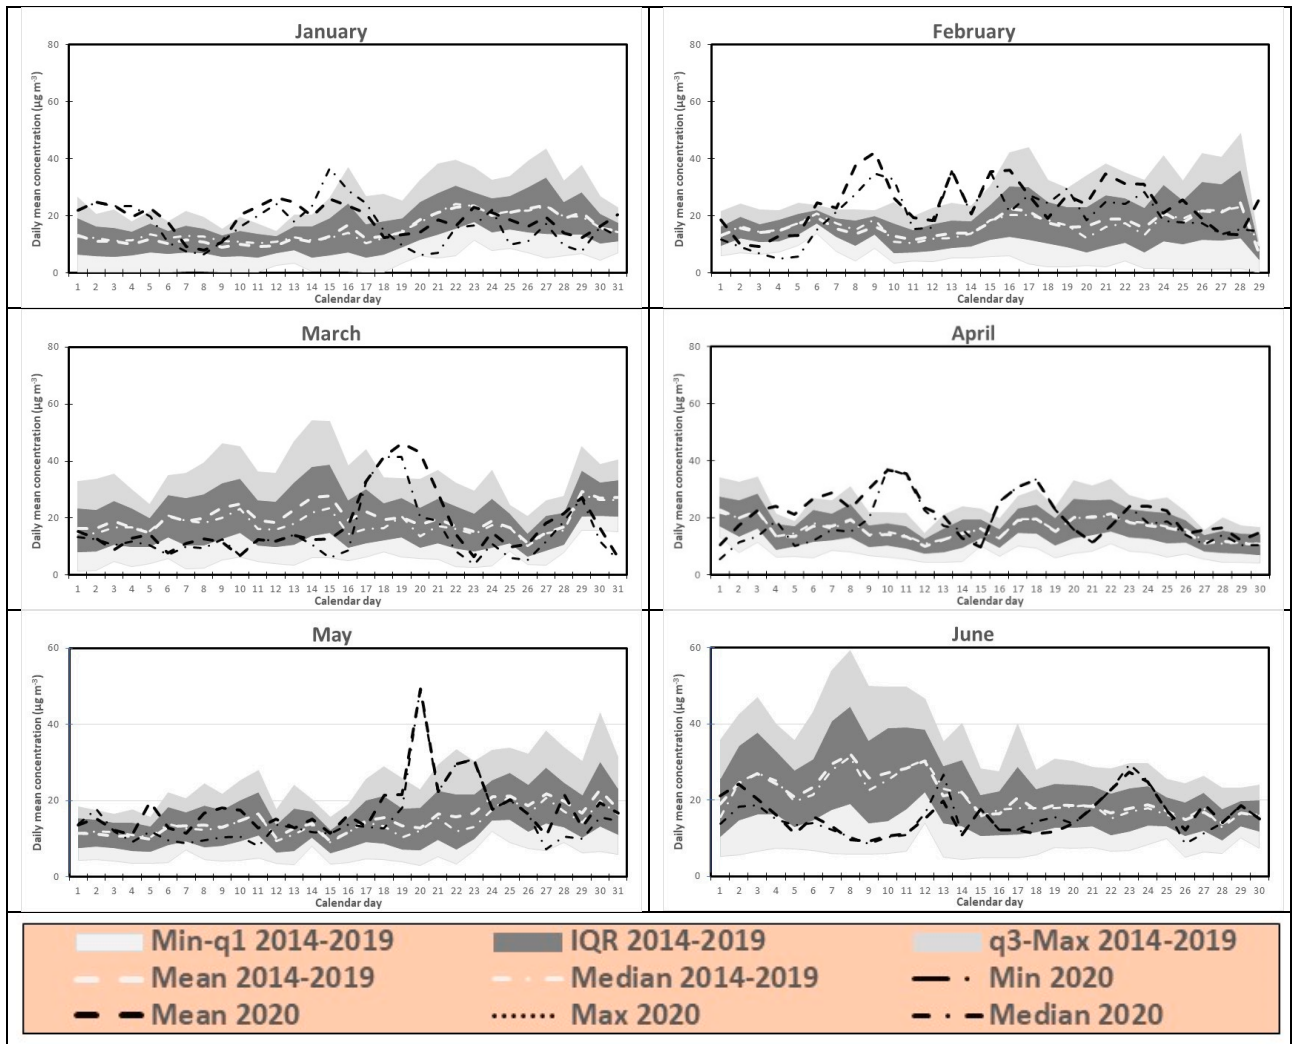 January
February
80
60
40
20
0
Daily mean concentration (µg m⁻³)
1 2 3 4 5 6 7 8 9 10 11 12 13 14 15 16 17 18 19 20 21 22 23 24 25 26 27 28 29 30 31
Calendar day
80
60
40
20
0
Daily mean concentration (µg m⁻³)
1 2 3 4 5 6 7 8 9 10 11 12 13 14 15 16 17 18 19 20 21 22 23 24 25 26 27 28 29
Calendar day
March
April
80
60
40
20
0
Daily mean concentration (µg m⁻³)
1 2 3 4 5 6 7 8 9 10 11 12 13 14 15 16 17 18 19 20 21 22 23 24 25 26 27 28 29 30 31
Calendar day
80
60
40
20
0
Daily mean concentration (µg m⁻³)
1 2 3 4 5 6 7 8 9 10 11 12 13 14 15 16 17 18 19 20 21 22 23 24 25 26 27 28 29 30
Calendar day
May
June
60
40
20
0
Daily mean concentration (µg m⁻³)
1 2 3 4 5 6 7 8 9 10 11 12 13 14 15 16 17 18 19 20 21 22 23 24 25 26 27 28 29 30 31
Calendar day
60
40
20
0
Daily mean concentration (µg m⁻³)
1 2 3 4 5 6 7 8 9 10 11 12 13 14 15 16 17 18 19 20 21 22 23 24 25 26 27 28 29 30
Calendar day
Min-q1 2014-2019 IQR 2014-2019 q3-Max 2014-2019
Mean 2014-2019 Median 2014-2019 Min 2020
Mean 2020 Max 2020 Median 2020